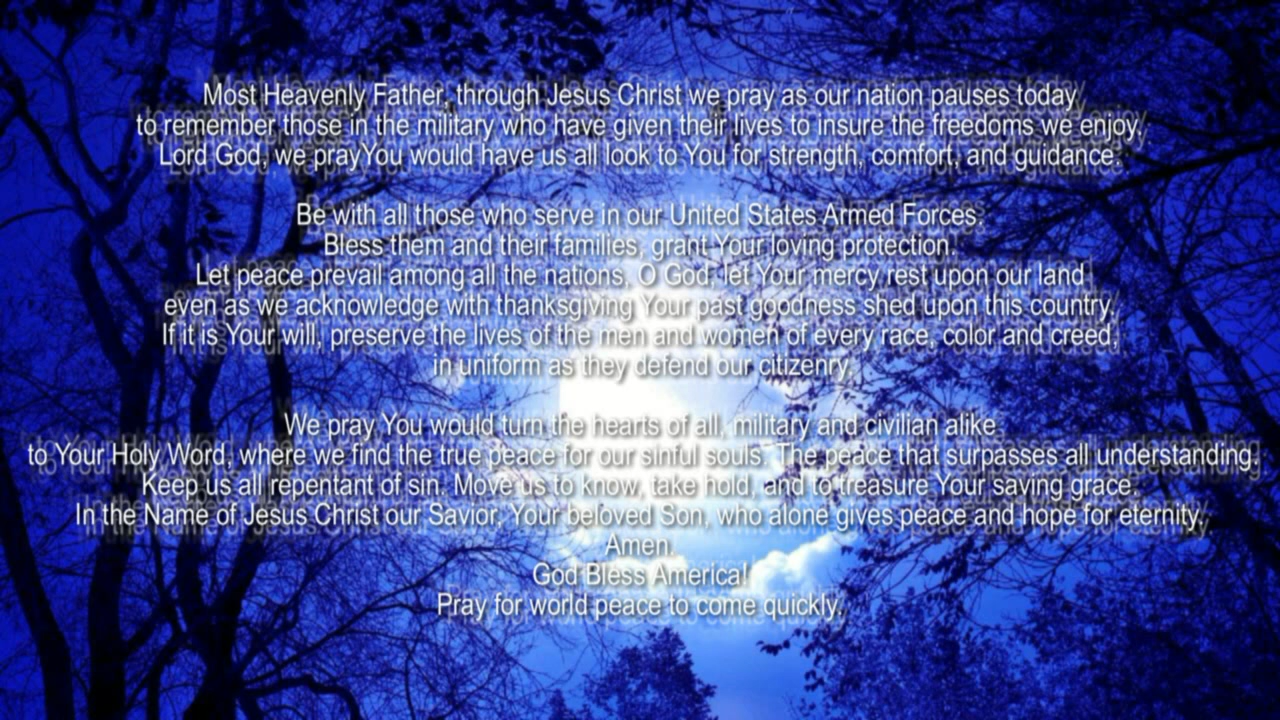 Most Heavenly Father, through Jesus Christ we pray as our nation pauses today
to remember those in the military who have given their lives to insure the freedoms we enjoy.
Lord God, we prayYou would have us all look to You for strength, comfort, and guidance.
Be with all those who serve in our United States Armed Forces.
Bless them and their families, grant Your loving protection.
Let peace prevail among all the nations. O God, let Your mercy rest upon our land
even as we acknowledge with thanksgiving Your past goodness shed upon this country.
If it is Your will, preserve the lives of the men and women of every race, color and creed,
in uniform as they defend our citizenry.
We pray You would turn the hearts of all, military and civilian alike
to Your Holy Word, where we find the true peace for our sinful souls. The peace that surpasses all understanding.
Keep us all repentant of sin. Move us to know, take hold, and to treasure Your saving grace.
In the Name of Jesus Christ our Savior, Your beloved Son, who alone gives peace and hope for eternity.
Amen.
God Bless America!
Pray for world peace to come quickly.